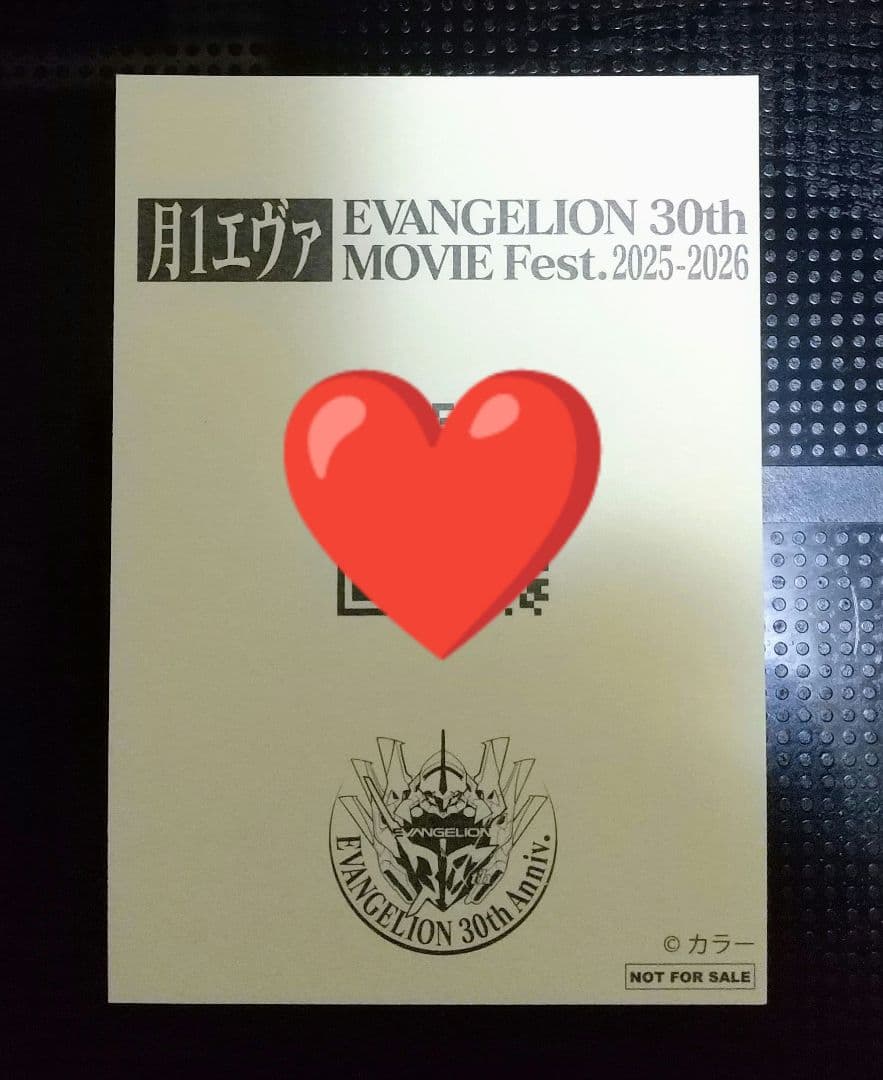 月1エヴァ
EVANGELION 30th
MOVIE Fest. 2025-2026
EVANGELION
30th
EVANGELION 30th Anniv.
© カラー
NOT FOR SALE